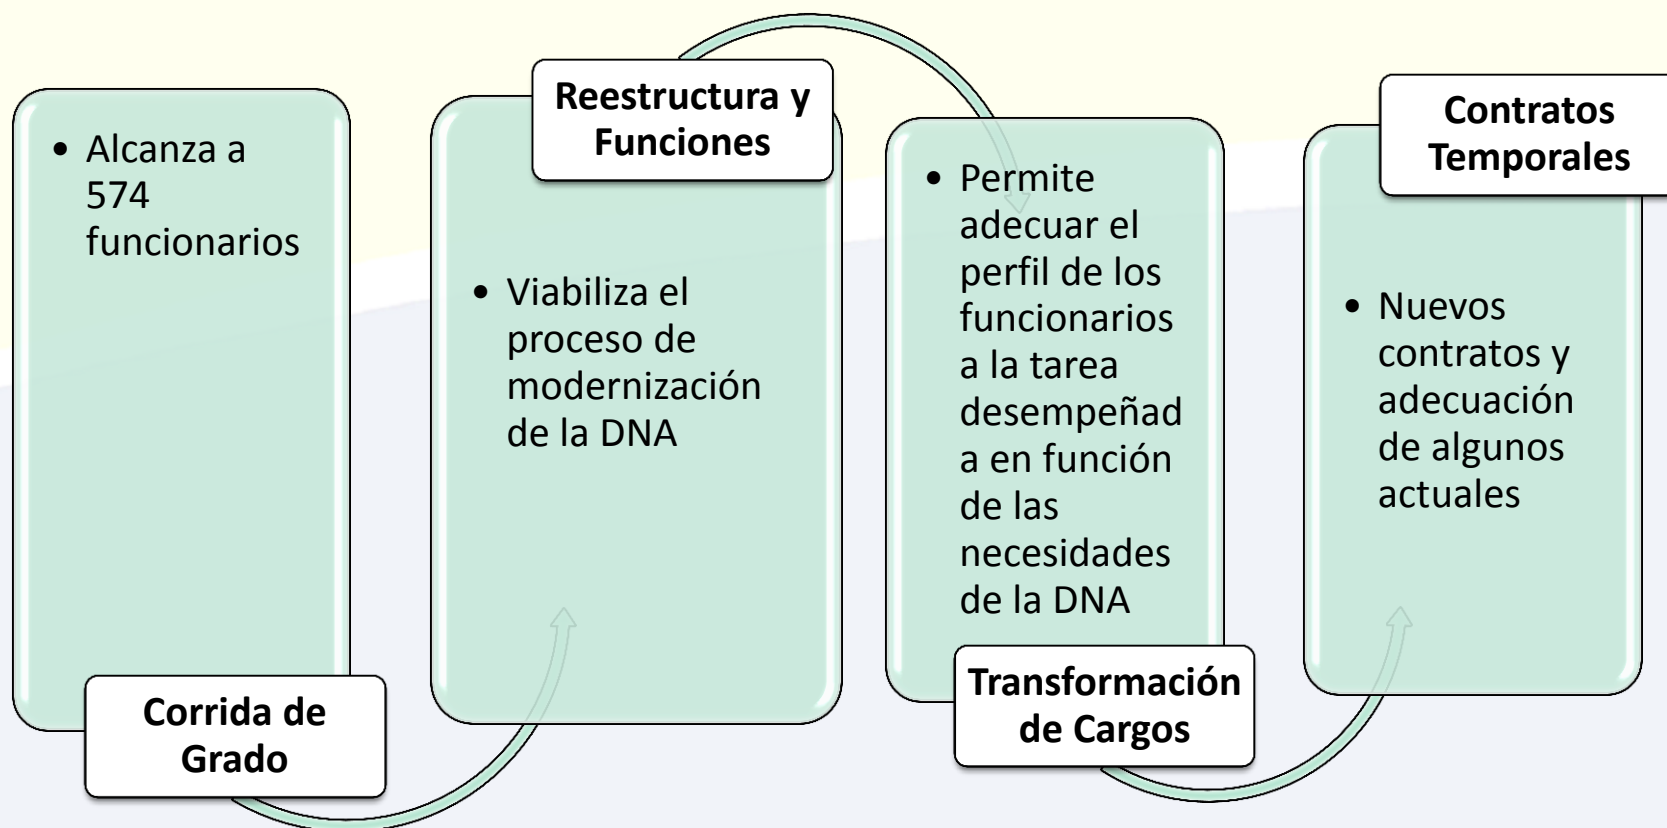 • Alcanza a
574
funcionarios
Corrida de
Grado
Reestructura y
Funciones
• Viabiliza el
proceso de
modernización
de la DNA
• Permite
adecuar el
perfil de los
funcionarios
a la tarea
desempeñad
a en función
de las
necesidades
de la DNA
Transformación
de Cargos
Contratos
Temporales
• Nuevos
contratos y
adecuación
de algunos
actuales